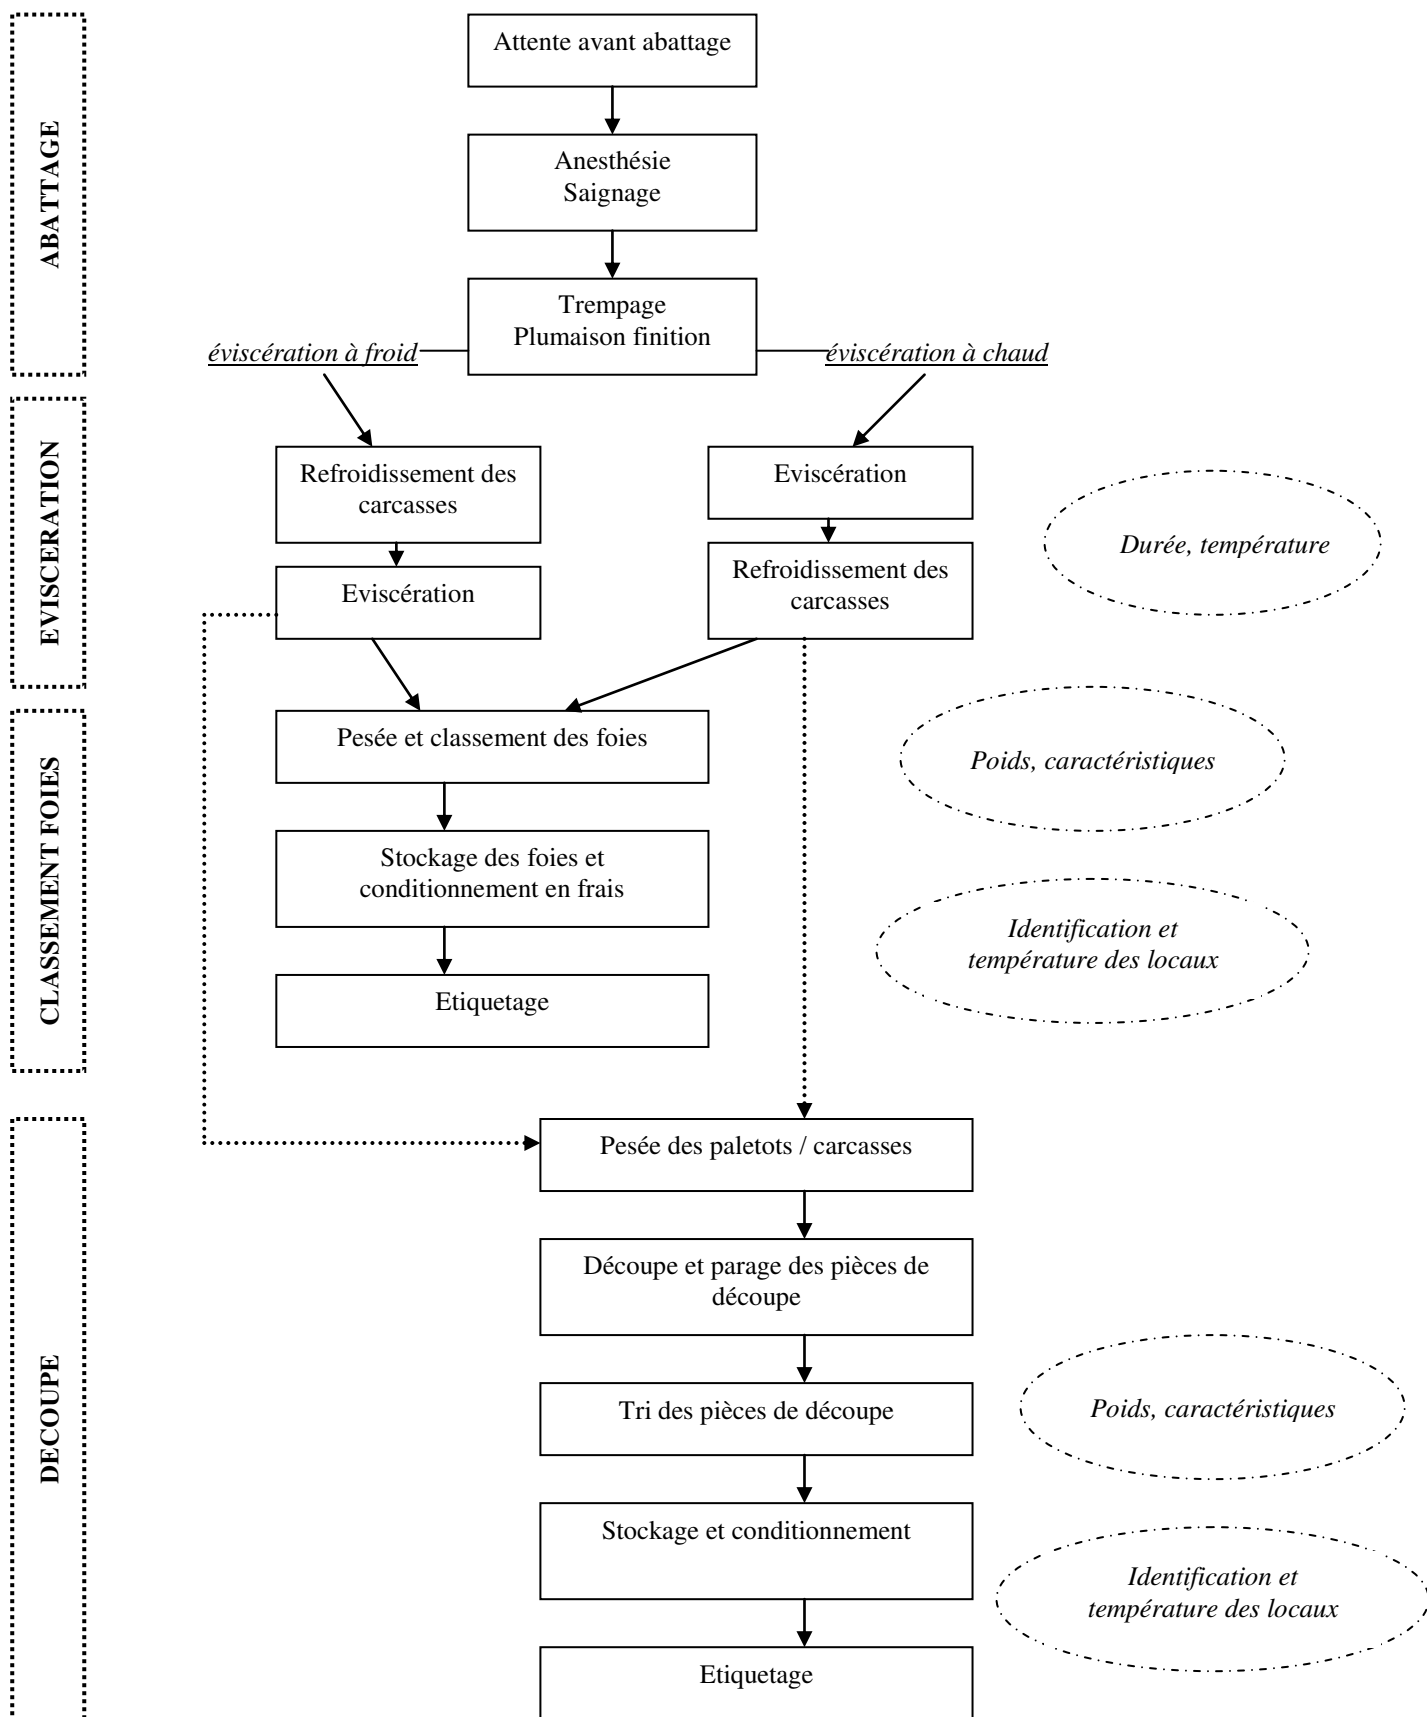 ABATTAGE
Attente avant abattage
Anesthésie
Saignage
Trempage
Plumaison finition
éviscération à froid
éviscération à chaud
EVISCERATION
Refroidissement des
carcasses
Eviscération
Eviscération
Refroidissement des
carcasses
Durée, température
CLASSEMENT FOIES
Pesée et classement des foies
Poids, caractéristiques
Stockage des foies et
conditionnement en frais
Identification et
température des locaux
Etiquetage
DECOUPE
Pesée des paletots / carcasses
Découpe et parage des pièces de
découpe
Tri des pièces de découpe
Poids, caractéristiques
Stockage et conditionnement
Identification et
température des locaux
Etiquetage